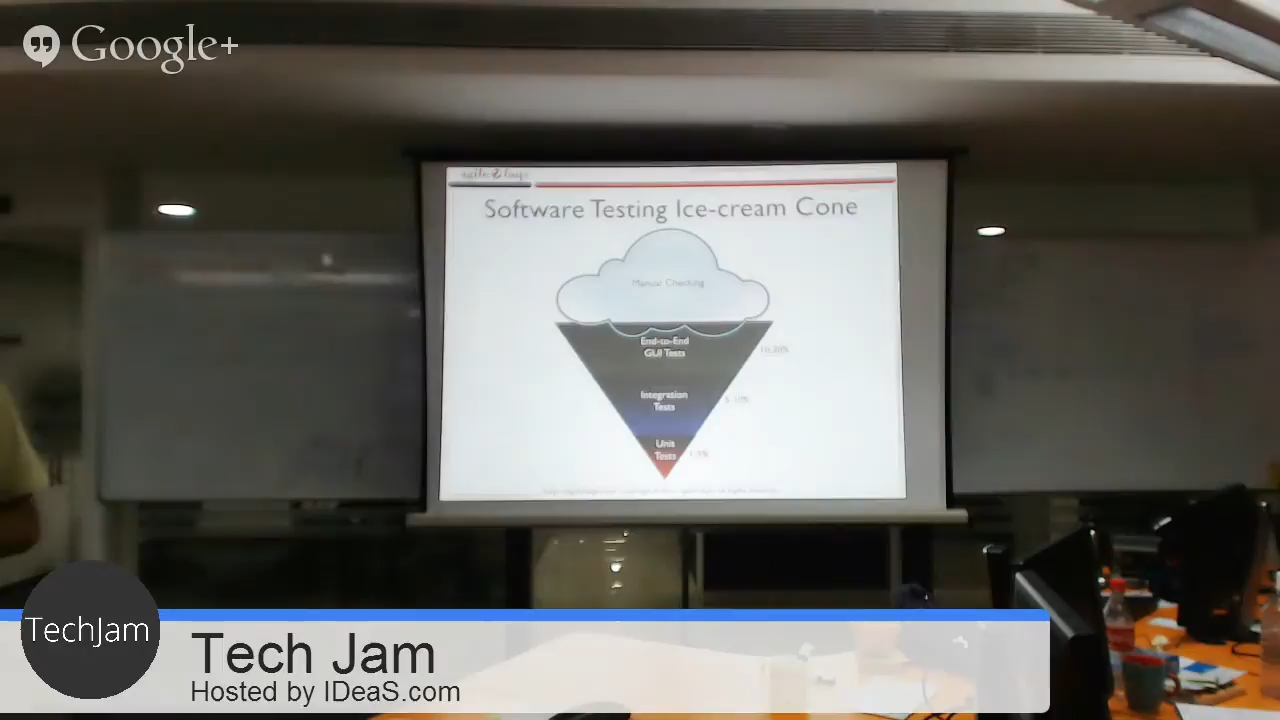 Google+
Software Testing Ice-cream Cone
Manual Checking
End-to-End
GUI Tests
Integration
Tests
Unit
Tests
TechJam
Tech Jam
Hosted by IDeaS.com